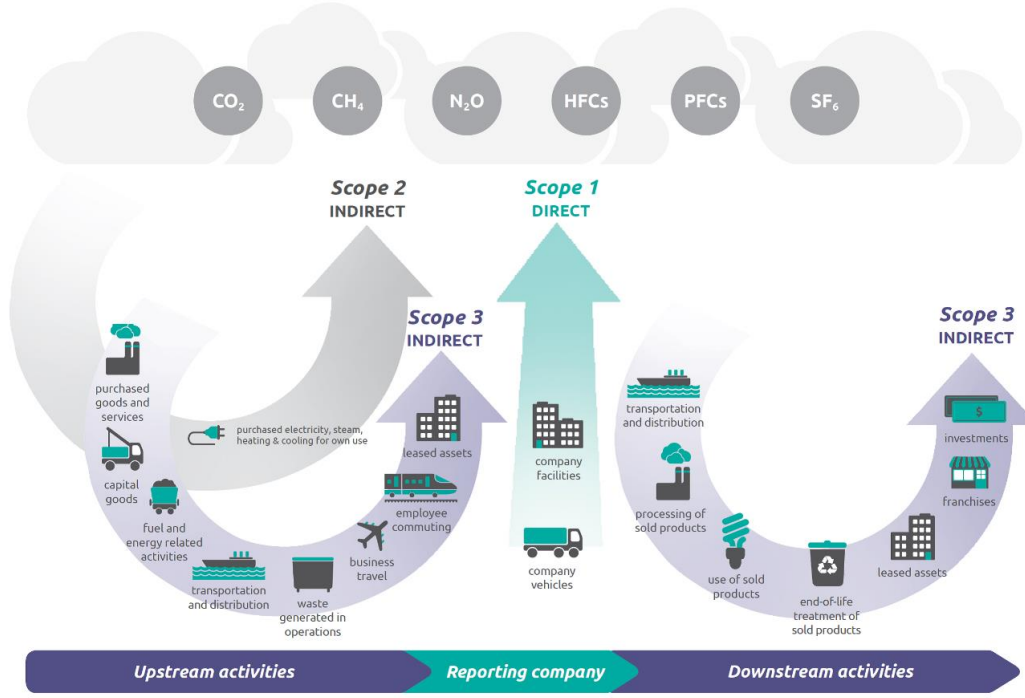 CO₂
CH₄
N₂O
HFCs
PFCs
SF₆
Scope 2
INDIRECT
Scope 1
DIRECT
Scope 3
INDIRECT
Scope 3
INDIRECT
purchased
goods and
services
capital
goods
fuel and
energy related
activities
purchased electricity, steam,
heating & cooling for own use
transportation
and distribution
waste
generated in
operations
business
travel
employee
commuting
leased assets
company
facilities
company
vehicles
transportation
and distribution
processing of
sold products
use of sold
products
end-of-life
treatment of
sold products
leased assets
franchises
$
investments
Upstream activities
Reporting company
Downstream activities